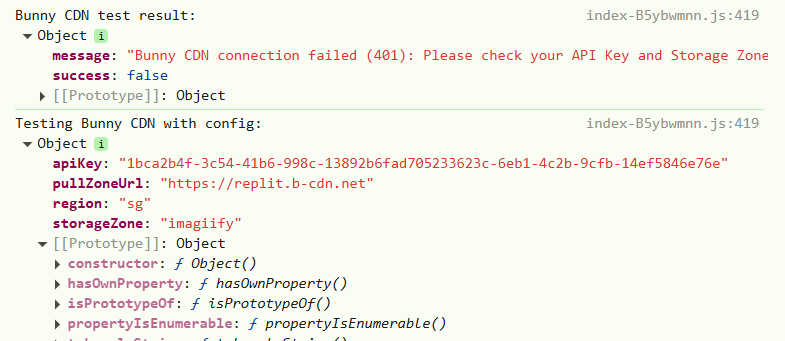 Bunny CDN test result: index-B5ybwmnn.js:419
▼ Object i
message: "Bunny CDN connection failed (401): Please check your API Key and Storage Zone
success: false
▶ [[Prototype]]: Object
Testing Bunny CDN with config: index-B5ybwmnn.js:419
▼ Object i
apiKey: "1bca2b4f-3c54-41b6-998c-13892b6fad705233623c-6eb1-4c2b-9cfb-14ef5846e76e"
pullZoneUrl: "https://replit.b-cdn.net"
region: "sg"
storageZone: "imagiify"
▼ [[Prototype]]: Object
▶ constructor: ƒ Object()
▶ hasOwnProperty: ƒ hasOwnProperty()
▶ isPrototypeOf: ƒ isPrototypeOf()
▶ propertyIsEnumerable: ƒ propertyIsEnumerable()